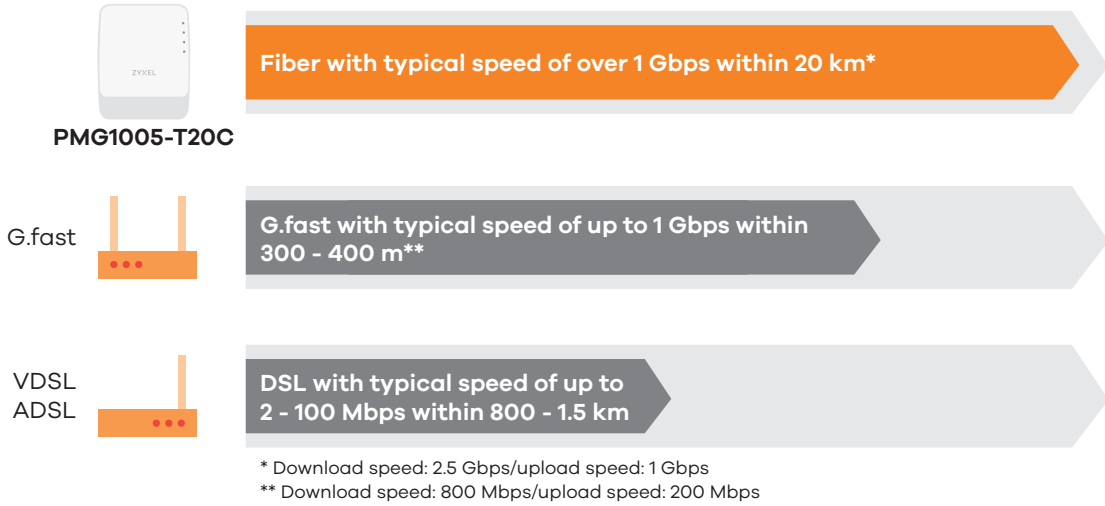 ZYXEL
Fiber with typical speed of over 1 Gbps within 20 km*
PMG1005-T20C
G.fast
G.fast with typical speed of up to 1 Gbps within
300 - 400 m**
VDSL
ADSL
DSL with typical speed of up to
2 - 100 Mbps within 800 - 1.5 km
* Download speed: 2.5 Gbps/upload speed: 1 Gbps
** Download speed: 800 Mbps/upload speed: 200 Mbps